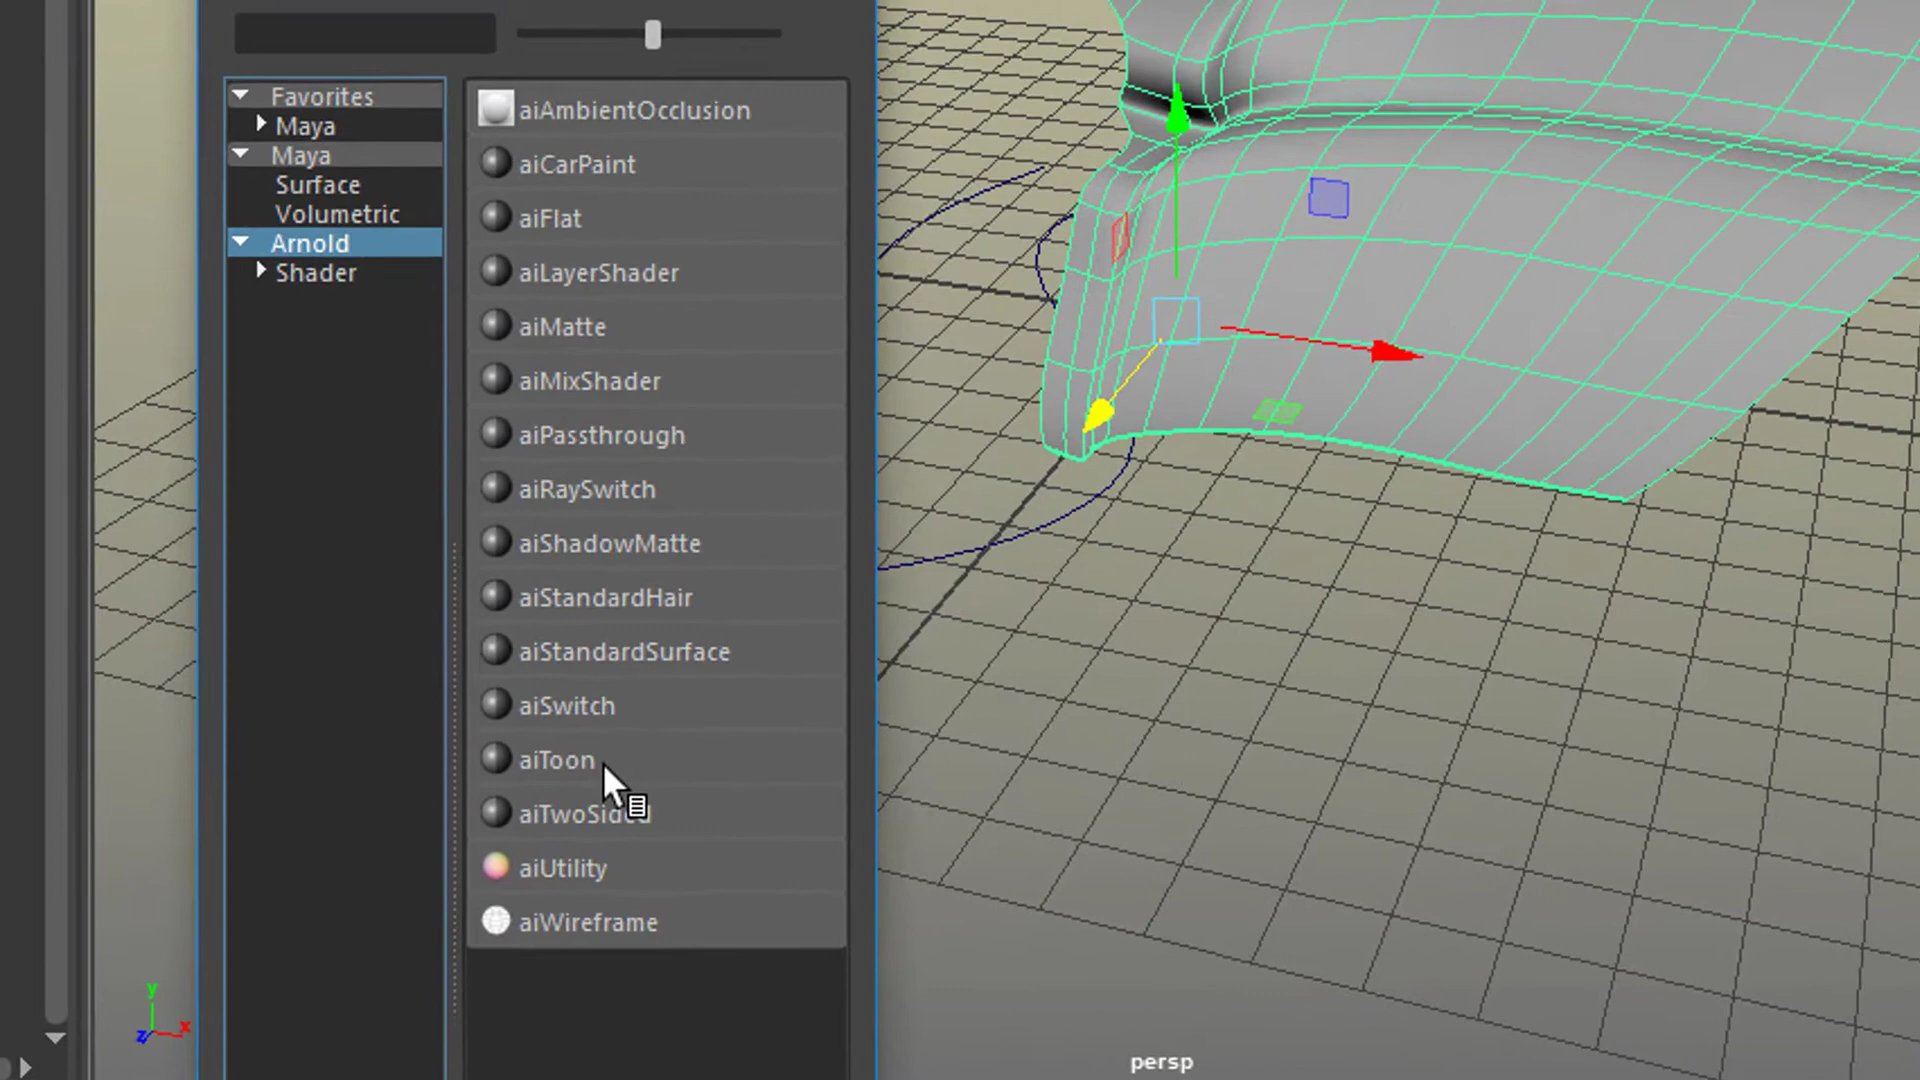 Favorites
Maya
Maya
Surface
Volumetric
Arnold
Shader
aiAmbientOcclusion
aiCarPaint
aiFlat
aiLayerShader
aiMatte
aiMixShader
aiPassthrough
aiRaySwitch
aiShadowMatte
aiStandardHair
aiStandardSurface
aiSwitch
aiToon
aiTwoSided
aiUtility
aiWireframe
y
z
x
persp